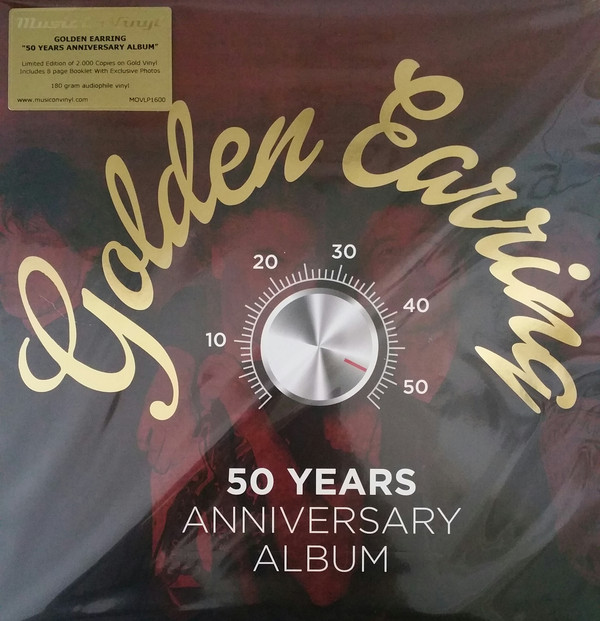 Music On Vinyl
GOLDEN EARRING
"50 YEARS ANNIVERSARY ALBUM"
Limited Edition of 2.000 Copies on Gold Vinyl
Includes 8 page Booklet With Exclusive Photos
180 gram audiophile vinyl
www.musiconvinyl.com MOVLP1600
Golden Earring
10 20 30 40 50
50 YEARS
ANNIVERSARY
ALBUM